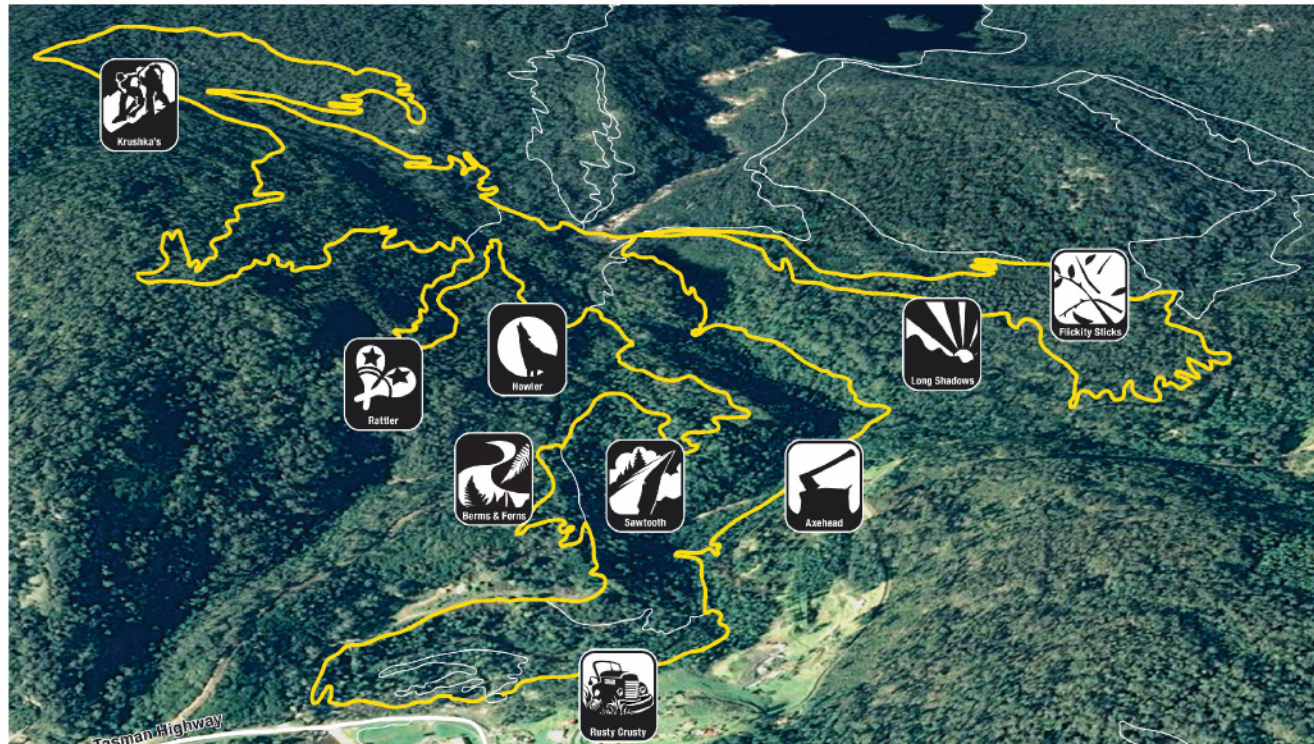 Krushka's
Flickity Sticks
Long Shadows
Howler
Rattler
Berms & Ferns
Sawtooth
Axehead
Rusty Crusty
Tasman Highway